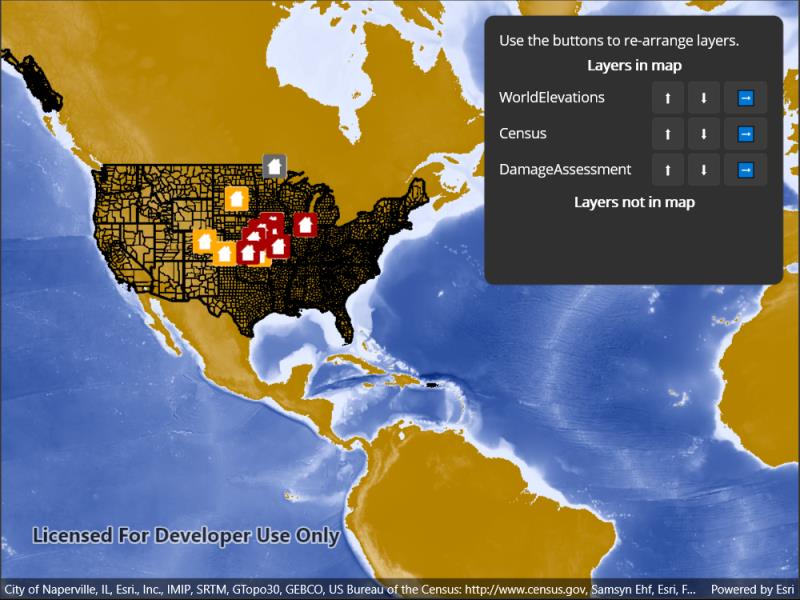 Use the buttons to re-arrange layers.
Layers in map
WorldElevations
Census
DamageAssessment
Layers not in map
Licensed For Developer Use Only
City of Naperville, IL, Esri., Inc., IMIP, SRTM, GTopo30, GEBCO, US Bureau of the Census: http://www.census.gov, Samsyn Ehf, Esri, F... Powered by Esri